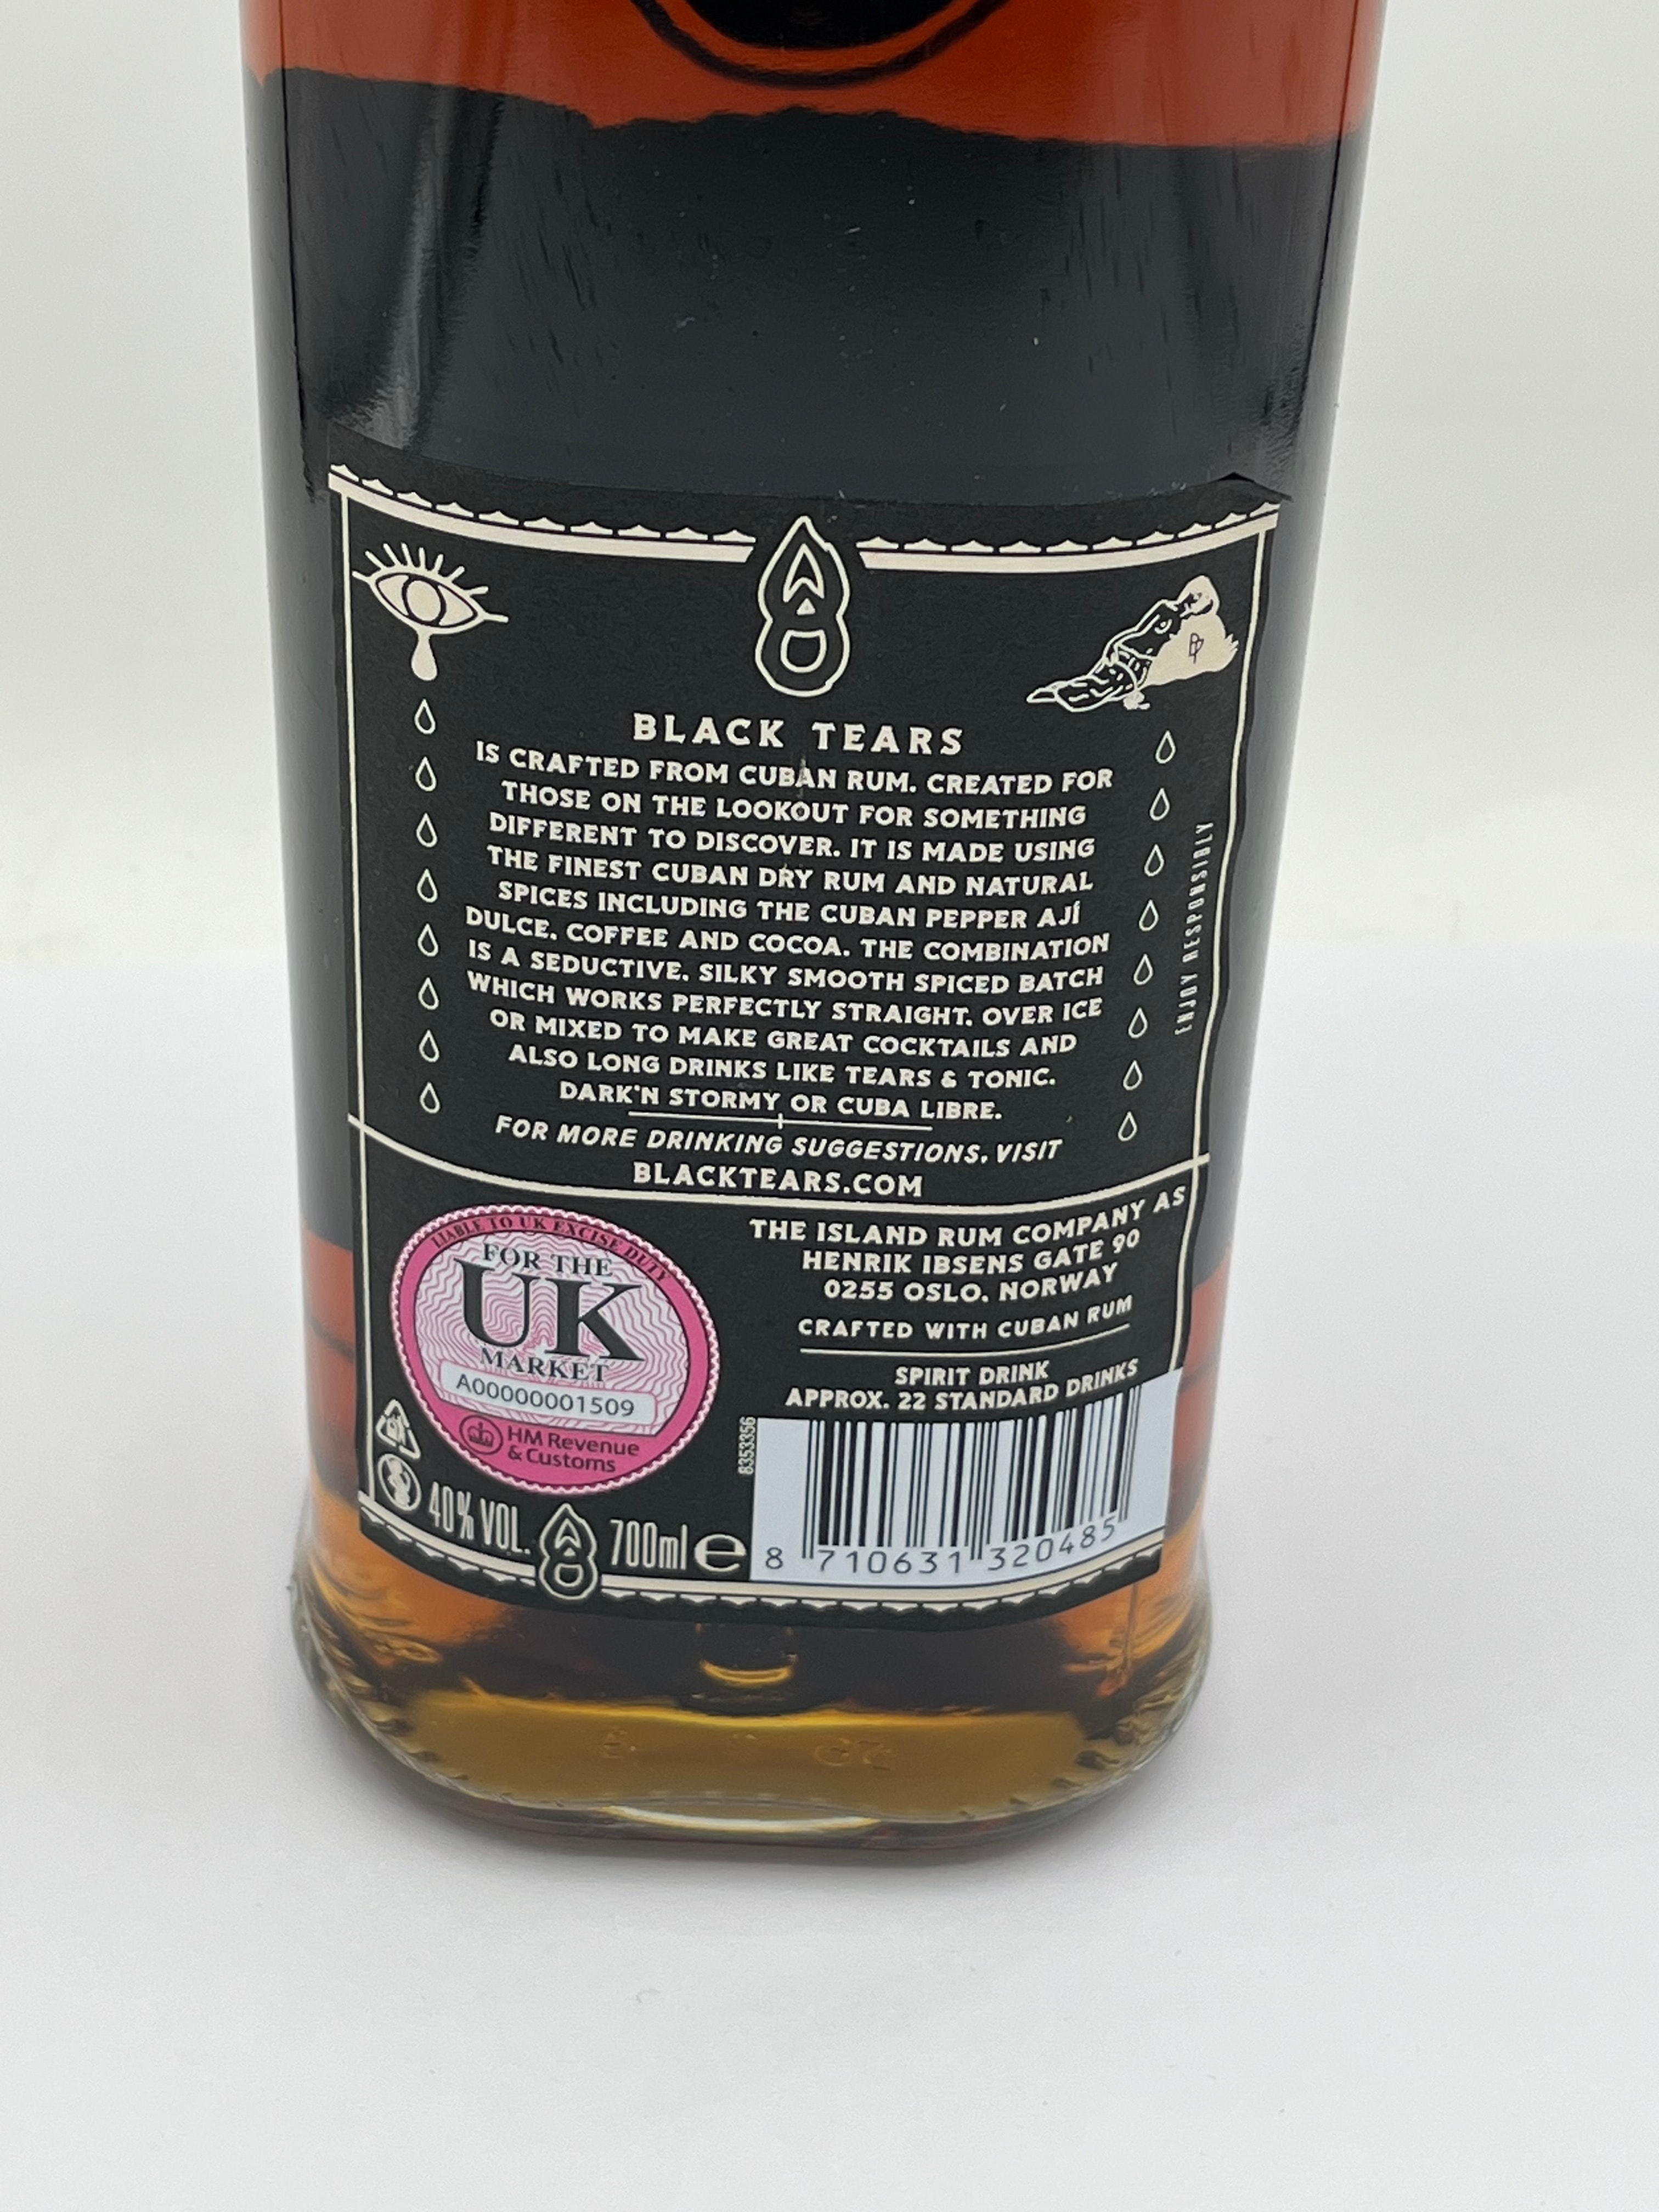 BLACK TEARS
IS CRAFTED FROM CUBAN RUM. CREATED FOR
THOSE ON THE LOOKOUT FOR SOMETHING
DIFFERENT TO DISCOVER. IT IS MADE USING
THE FINEST CUBAN DRY RUM AND NATURAL
SPICES INCLUDING THE CUBAN PEPPER AJÍ
DULCE, COFFEE AND COCOA. THE COMBINATION
IS A SEDUCTIVE, SILKY SMOOTH SPICED BATCH
WHICH WORKS PERFECTLY STRAIGHT, OVER ICE
OR MIXED TO MAKE GREAT COCKTAILS AND
ALSO LONG DRINKS LIKE TEARS & TONIC,
DARK'N STORMY OR CUBA LIBRE.
FOR MORE DRINKING SUGGESTIONS, VISIT
BLACKTEARS.COM
ENJOY RESPONSIBLY
LIABLE TO UK EXCISE DUTY
FOR THE
UK
MARKET
A00000001509
HM Revenue
& Customs
THE ISLAND RUM COMPANY AS
HENRIK IBSENS GATE 90
0255 OSLO, NORWAY
CRAFTED WITH CUBAN RUM
SPIRIT DRINK
APPROX. 22 STANDARD DRINKS
8353356
40% VOL.
700ml e
8 710631 320485